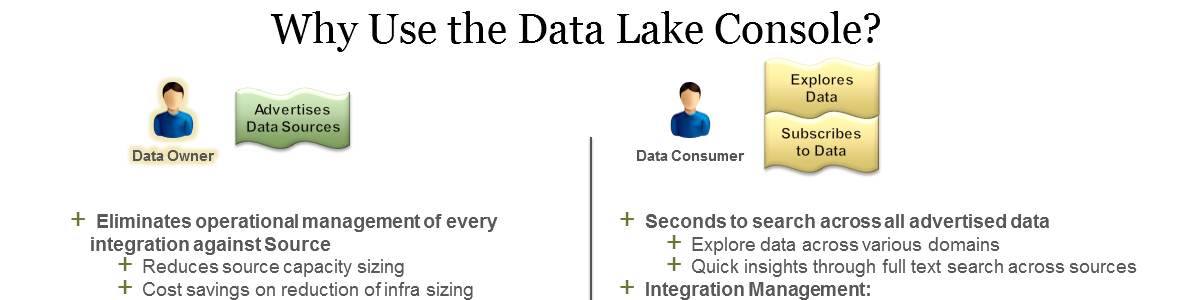 Why Use the Data Lake Console?
Advertises
Data Sources
Data Owner
+ Eliminates operational management of every
integration against Source
+ Reduces source capacity sizing
+ Cost savings on reduction of infra sizing
Explores
Data
Subscribes
to Data
Data Consumer
+ Seconds to search across all advertised data
+ Explore data across various domains
+ Quick insights through full text search across sources
+ Integration Management: